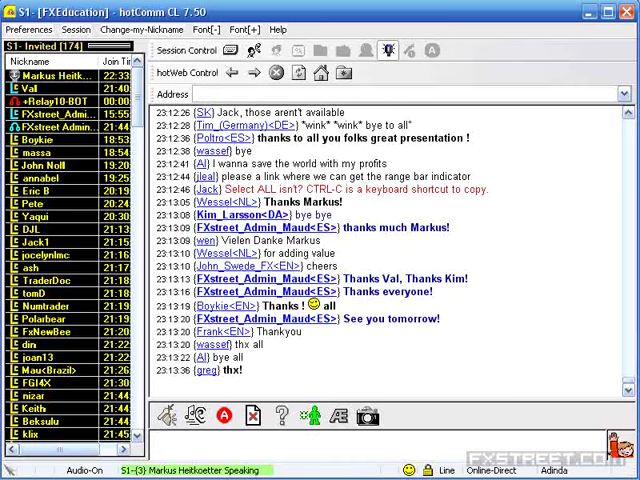 S1- [FXEducation] - hotComm CL 7.50
Preferences Session Change-my-Nickname Font[-] Font[+] Help
S1- Invited [174]
Session Control
Nickname Join Tir
hotWeb Control
Markus Heitk... 22:33
Val 21:40
+Relay10-BOT 00:00
FXstreet_Admi... 15:55
FXstreet Admin... 21:44
Boykie 18:53
massa 18:54
John Noll 19:20
annabel 19:25
Eric B 20:19
Pete 20:24
Yaqui 20:30
DJL 21:13
Jack1 21:15
jocelynlmc 21:16
ash 21:17
TraderDoc 21:18
tomD 21:18
Numtrader 21:18
Polarbear 21:19
FxNewBee 21:20
din 21:22
joan13 21:22
Mau<Brazil> 21:27
FGI4X 21:30
nizar 21:44
Keith 21:44
Beksulu 21:44
klix 21:45
Address
23:12:26 {SK} Jack, those arent't available
23:12:28 {Tim_(Germany)<DE>} *wink* *wink* bye to all"
23:12:36 {Poltro<ES>} thanks to all you folks great presentation !
23:12:38 {wassef} bye
23:12:41 {Al} I wanna save the world with my profits
23:12:44 {jleal} please a link where we can get the range bar indicator
23:12:46 {Jack} Select ALL isn't? CTRL-C is a keyboard shortcut to copy.
23:13:05 {Wessel<NL>} Thanks Markus!
23:13:08 {Kim_Larsson<DA>} bye bye
23:13:09 {FXstreet_Admin_Maud<ES>} thanks much Markus!
23:13:09 {wen} Vielen Danke Markus
23:13:10 {Wessel<NL>} for adding value
23:13:10 {John_Swede_FX<EN>} cheers
23:13:13 {FXstreet_Admin_Maud<ES>} Thanks Val, Thanks Kim!
23:13:16 {FXstreet_Admin_Maud<ES>} Thanks everyone!
23:13:19 {Boykie<EN>} Thanks ! all
23:13:20 {FXstreet_Admin_Maud<ES>} See you tomorrow!
23:13:20 {Frank<EN>} Thankyou
23:13:20 {wassef} thx all
23:13:22 {Al} bye all
23:13:36 {greg} thx!
FXSTREET.COM
Audio-On S1-{3} Markus Heitkoetter Speaking Line Online-Direct Adinda